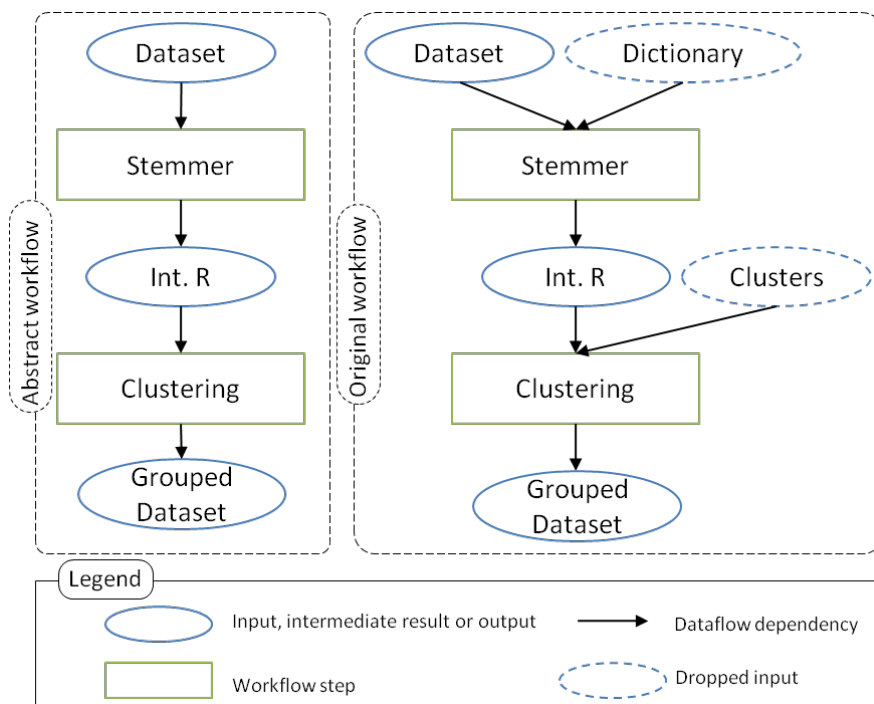 Abstract workflow
Dataset
Stemmer
Int. R
Clustering
Grouped
Dataset
Original workflow
Dataset
Dictionary
Stemmer
Int. R
Clusters
Clustering
Grouped
Dataset
Legend
Input, intermediate result or output
Dataflow dependency
Workflow step
Dropped input